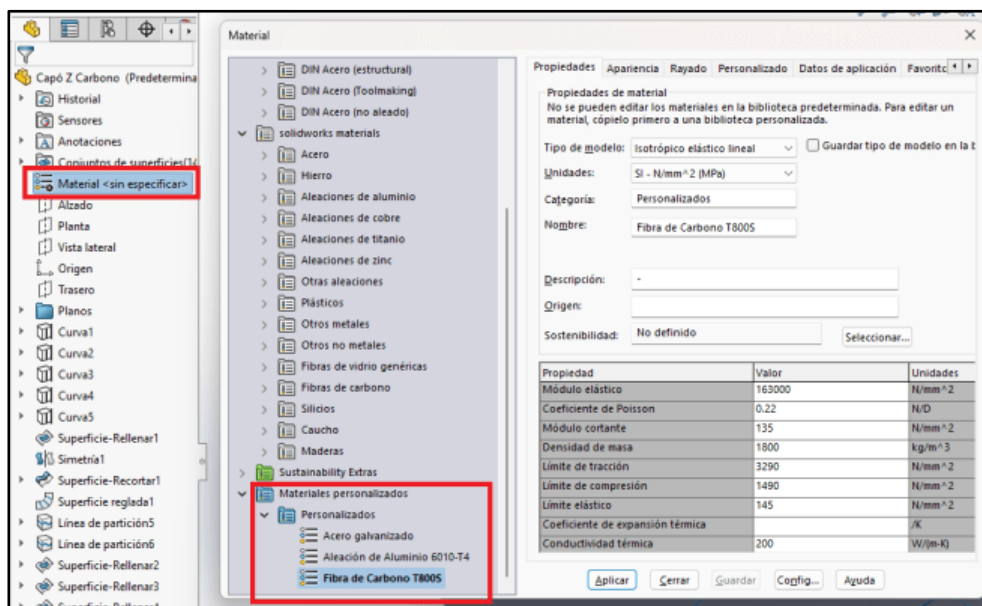 Capó Z Carbono (Predetermina
Historial
Sensores
Anotaciones
Conjuntos de superficies(14
Material <sin especificar>
Alzado
Planta
Vista lateral
Origen
Trasero
Planos
Curva1
Curva2
Curva3
Curva4
Curva5
Superficie-Rellenar1
Simetría1
Superficie-Recortar1
Superficie reglada1
Línea de partición5
Línea de partición6
Superficie-Rellenar2
Superficie-Rellenar3
Material
DIN Acero (estructural)
DIN Acero (Toolmaking)
DIN Acero (no aleado)
solidworks materials
Acero
Hierro
Aleaciones de aluminio
Aleaciones de cobre
Aleaciones de titanio
Aleaciones de zinc
Otras aleaciones
Plásticos
Otros metales
Otros no metales
Fibras de vidrio genéricas
Fibras de carbono
Silicios
Caucho
Maderas
Sustainability Extras
Materiales personalizados
Personalizados
Acero galvanizado
Aleación de Aluminio 6010-T4
Fibra de Carbono T800S
Propiedades Apariencia Rayado Personalizado Datos de aplicación Favoritc
Propiedades de material
No se pueden editar los materiales en la biblioteca predeterminada. Para editar un
material, cópielo primero a una biblioteca personalizada.
Tipo de modelo: Isotrópico elástico lineal Guardar tipo de modelo en la b
Unidades: SI - N/mm^2 (MPa)
Categoría: Personalizados
Nombre: Fibra de Carbono T800S
Descripción: -
Origen:
Sostenibilidad: No definido Seleccionar...
Propiedad Valor Unidades
Módulo elástico 163000 N/mm^2
Coeficiente de Poisson 0.22 N/D
Módulo cortante 135 N/mm^2
Densidad de masa 1800 kg/m^3
Límite de tracción 3290 N/mm^2
Límite de compresión 1490 N/mm^2
Límite elástico 145 N/mm^2
Coeficiente de expansión térmica /K
Conductividad térmica 200 W/(m·K)
Aplicar Cerrar Guardar Config... Ayuda